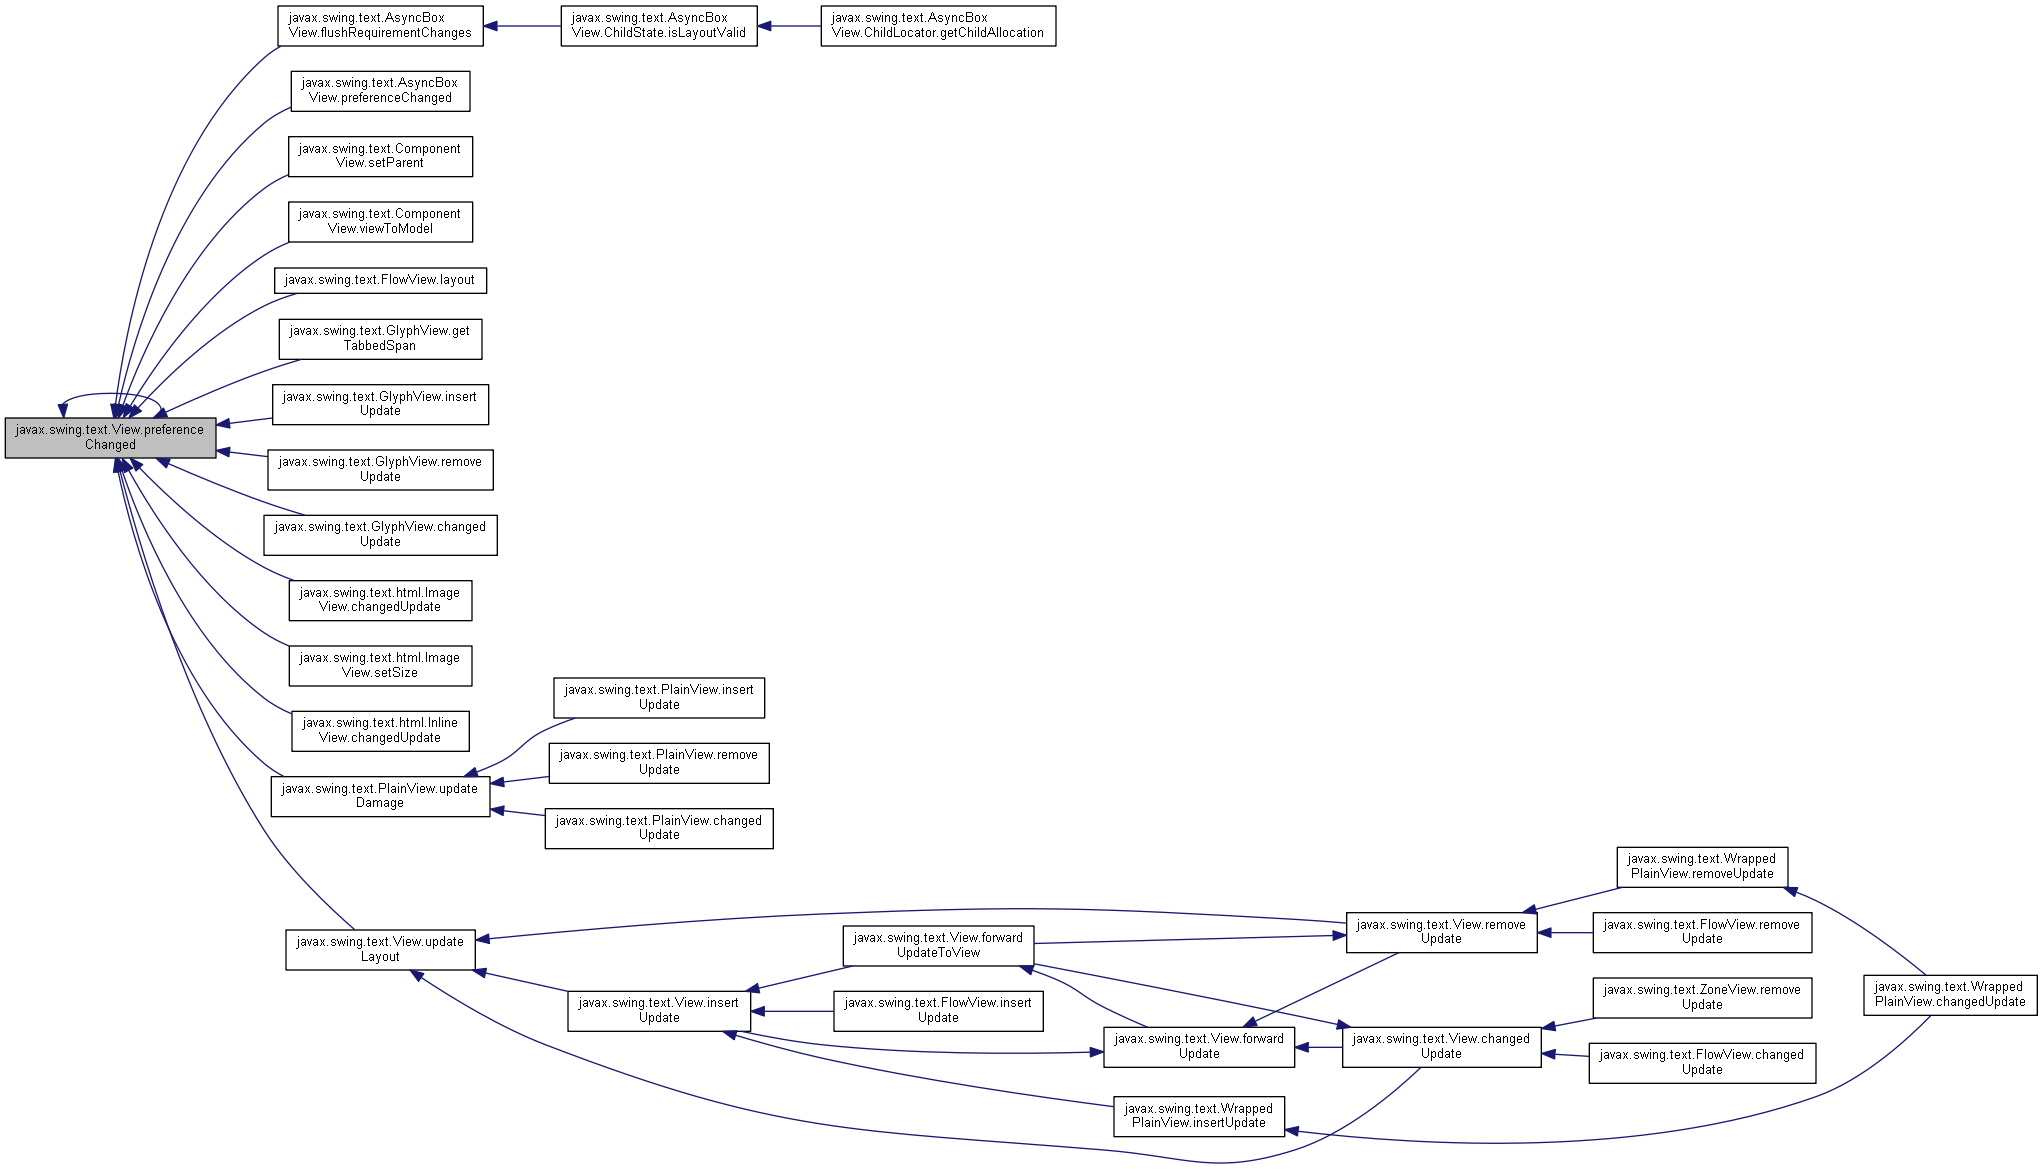 javax.swing.text.AsyncBox
View.flushRequirementChanges
javax.swing.text.AsyncBox
View.ChildState.isLayoutValid
javax.swing.text.AsyncBox
View.ChildLocator.getChildAllocation
javax.swing.text.AsyncBox
View.preferenceChanged
javax.swing.text.Component
View.setParent
javax.swing.text.Component
View.viewToModel
javax.swing.text.FlowView.layout
javax.swing.text.GlyphView.get
TabbedSpan
javax.swing.text.GlyphView.insert
Update
javax.swing.text.View.preference
Changed
javax.swing.text.GlyphView.remove
Update
javax.swing.text.GlyphView.changed
Update
javax.swing.text.html.Image
View.changedUpdate
javax.swing.text.html.Image
View.setSize
javax.swing.text.html.Inline
View.changedUpdate
javax.swing.text.PlainView.insert
Update
javax.swing.text.PlainView.remove
Update
javax.swing.text.PlainView.update
Damage
javax.swing.text.PlainView.changed
Update
javax.swing.text.Wrapped
PlainView.removeUpdate
javax.swing.text.View.update
Layout
javax.swing.text.View.forward
UpdateToView
javax.swing.text.View.remove
Update
javax.swing.text.FlowView.remove
Update
javax.swing.text.View.insert
Update
javax.swing.text.FlowView.insert
Update
javax.swing.text.ZoneView.remove
Update
javax.swing.text.Wrapped
PlainView.changedUpdate
javax.swing.text.View.forward
Update
javax.swing.text.View.changed
Update
javax.swing.text.FlowView.changed
Update
javax.swing.text.Wrapped
PlainView.insertUpdate